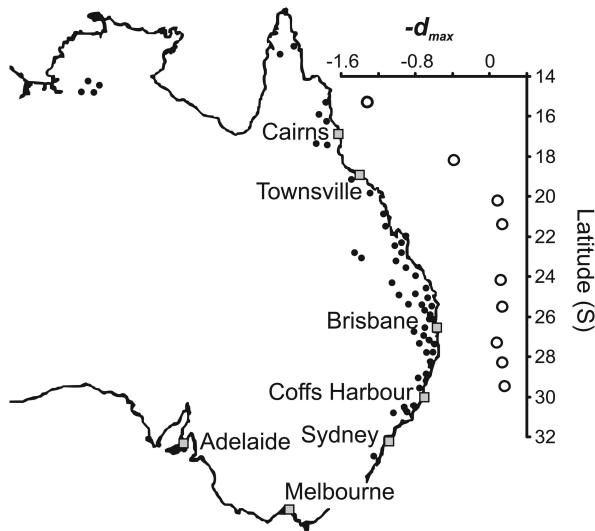 -dmax
-1.6 -0.8 0
14
16
Cairns
18
Townsville
20
22
24
Brisbane
26
28
Coffs Harbour
30
Sydney
32
Adelaide
Melbourne
Latitude (S)